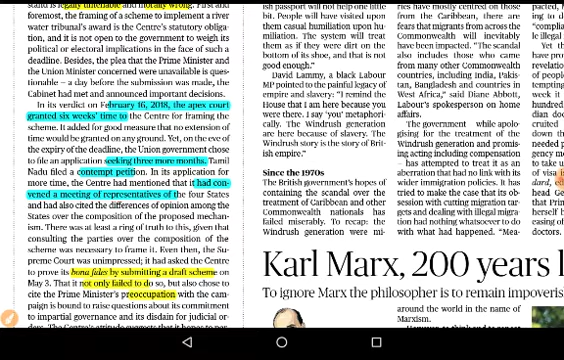 stand is legally untenable and morally wrong. First and
foremost, the framing of a scheme to implement a river
water tribunal's award is the Centre's statutory obliga-
tion, and it is not open to the government to weigh its
political or electoral implications in the face of such a
deadline. Besides, the plea that the Prime Minister and
the Union Minister concerned were unavailable is ques-
tionable – a day before the submission was made, the
Cabinet had met and announced important decisions.
In its verdict on February 16, 2018, the apex court
granted six weeks' time to the Centre for framing the
scheme. It added for good measure that no extension of
time would be granted on any ground. Yet, on the eve of
the expiry of the deadline, the Union government chose
to file an application seeking three more months. Tamil
Nadu filed a contempt petition. In its application for
more time, the Centre had mentioned that it had con-
vened a meeting of representatives of the four States
and had also cited the differences of opinion among the
States over the composition of the proposed mechan-
ism. There was at least a ring of truth to this, given that
consulting the parties over the composition of the
scheme was necessary to frame it. Even then, the Su-
preme Court was unimpressed; it had asked the Centre
to prove its bona fides by submitting a draft scheme on
May 3. That it not only failed to do so, but also chose to
cite the Prime Minister's preoccupation with the cam-
paign is bound to raise questions about its commitment
to impartial governance and its disdain for judicial or-
ders. The Centre's attitude suggests that it hopes to
ish passport will not help one little
bit. People will have visited upon
them casual humiliation upon hu-
miliation. The system will treat
them as if they were dirt on the
bottom of its shoe, and that is not
good enough."
David Lammy, a black Labour
MP pointed to the painful legacy of
empire and slavery: "I remind the
House that I am here because you
were there. I say 'you' metaphori-
cally. The Windrush generation
are here because of slavery. The
Windrush story is the story of Brit-
ish empire."
Since the 1970s
The British government's hopes of
containing the scandal over the
treatment of Caribbean and other
Commonwealth nationals has
failed miserably. To recap: the
Windrush generation were mi-
ries have mostly centred on those
from the Caribbean, there are
fears that migrants from across the
Commonwealth will inevitably
have been impacted. "The scandal
also includes those who came
from many other Commonwealth
countries, including India, Pakis-
tan, Bangladesh and countries in
West Africa," said Diane Abbott,
Labour's spokesperson on home
affairs.
The government while apolo-
gising for the treatment of the
Windrush generation and promis-
ing acting including compensation
- has attempted to treat it as an
aberration that had no link with its
wider immigration policies. It has
tried to make the case that its ob-
session with cutting migration tar-
gets and dealing with illegal migra-
tion had nothing whatsoever to do
with what had happened. "Mea-
Karl Marx, 200 years l
To ignore Marx the philosopher is to remain impoveris
around the world in the name of
Marxism.